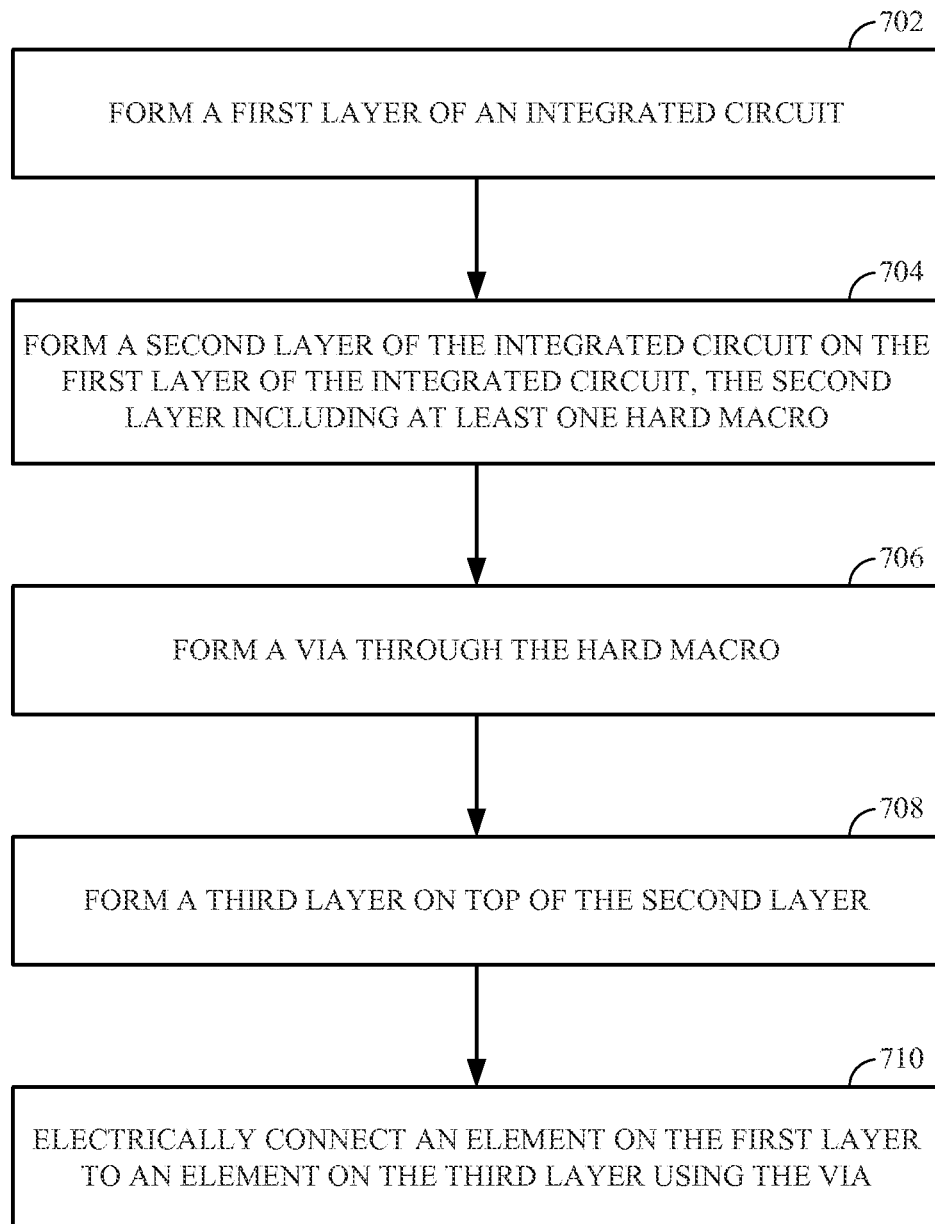 702
FORM A FIRST LAYER OF AN INTEGRATED CIRCUIT
704
FORM A SECOND LAYER OF THE INTEGRATED CIRCUIT ON THE
FIRST LAYER OF THE INTEGRATED CIRCUIT, THE SECOND
LAYER INCLUDING AT LEAST ONE HARD MACRO
706
FORM A VIA THROUGH THE HARD MACRO
708
FORM A THIRD LAYER ON TOP OF THE SECOND LAYER
710
ELECTRICALLY CONNECT AN ELEMENT ON THE FIRST LAYER
TO AN ELEMENT ON THE THIRD LAYER USING THE VIA